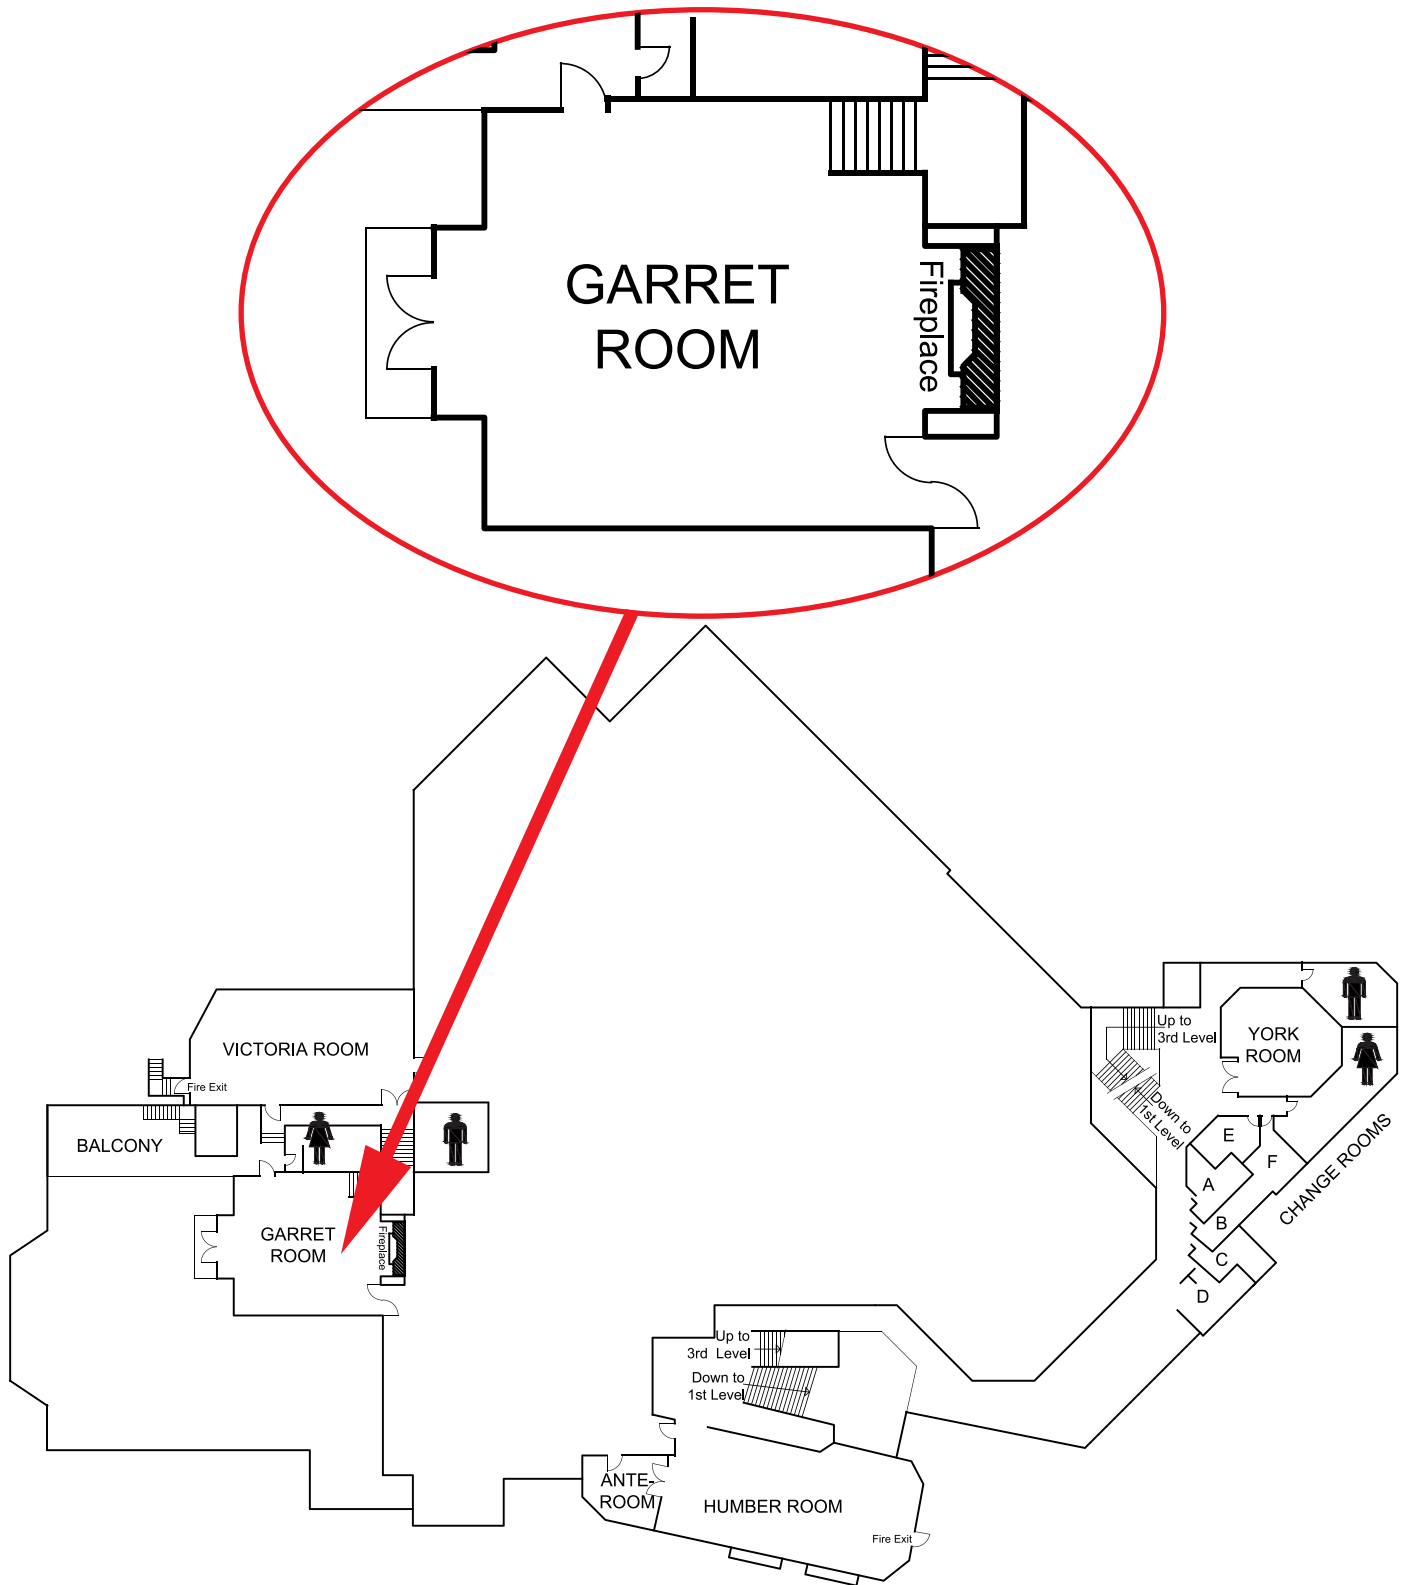 GARRET
ROOM
Fireplace
VICTORIA ROOM
Fire Exit
BALCONY
GARRET
ROOM
Fireplace
Up to
3rd Level
Down to
1st Level
YORK
ROOM
E
F
A
B
C
D
CHANGE ROOMS
Up to
3rd Level
Down to
1st Level
ANTE-
ROOM
HUMBER ROOM
Fire Exit